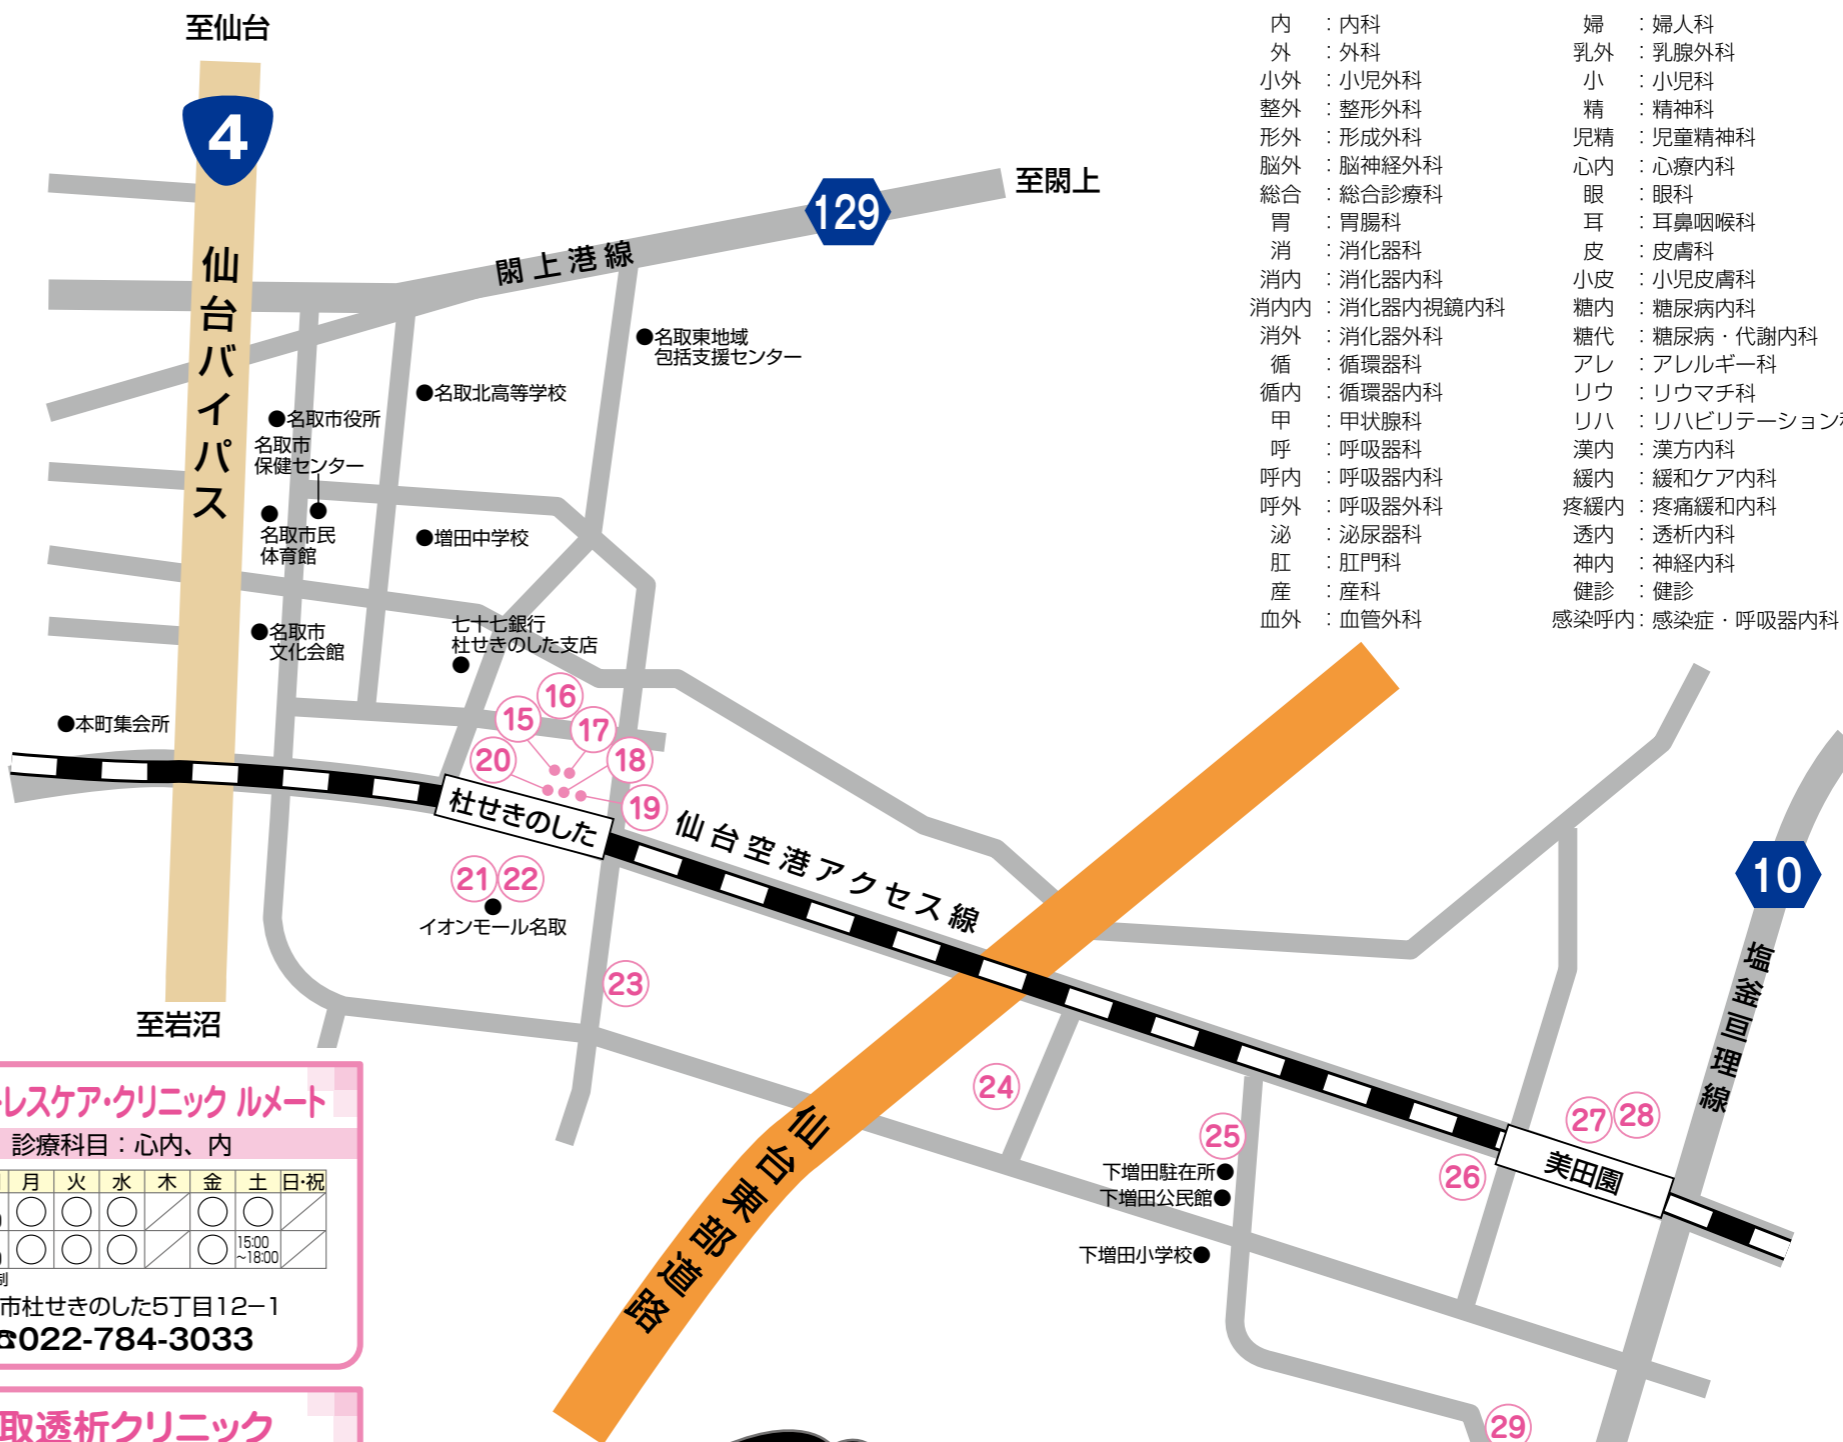 至仙台
4
仙台バイパス
129
至閖上
閖上港線
●名取東地域
包括支援センター
●名取北高等学校
●名取市役所
名取市
保健センター
名取市民
体育館
●増田中学校
●名取市
文化会館
七十七銀行
杜せきのした支店
●本町集会所
16
15
17
20
18
19
杜せきのした
仙台空港アクセス線
21
22
イオンモール名取
23
至岩沼
10
塩釜亘理線
24
25
仙台東部道路
下増田駐在所●
下増田公民館●
下増田小学校●
26
27
28
美田園
29
内：内科
外：外科
小外：小児外科
整外：整形外科
形外：形成外科
脳外：脳神経外科
総合：総合診療科
胃：胃腸科
消：消化器科
消内：消化器内科
消内内：消化器内視鏡内科
消外：消化器外科
循：循環器科
循内：循環器内科
甲：甲状腺科
呼：呼吸器科
呼内：呼吸器内科
呼外：呼吸器外科
泌：泌尿器科
肛：肛門科
産：産科
血外：血管外科
婦：婦人科
乳外：乳腺外科
小：小児科
精：精神科
児精：児童精神科
心内：心療内科
眼：眼科
耳：耳鼻咽喉科
皮：皮膚科
小皮：小児皮膚科
糖内：糖尿病内科
糖代：糖尿病・代謝内科
アレ：アレルギー科
リウ：リウマチ科
リハ：リハビリテーション
漢内：漢方内科
緩内：緩和ケア内科
疼緩内：疼痛緩和内科
透内：透析内科
神内：神経内科
健診：健診
感染呼内：感染症・呼吸器内科
レスケア・クリニック ルメート
診療科目：心内、内
月 火 水 木 金 土 日・祝
○ ○ ○ ／ ○ ○ ／
○ ○ ○ ／ ○ 15:00～18:00 ／
制
市杜せきのした5丁目12−1
☎022-784-3033
取透析クリニック